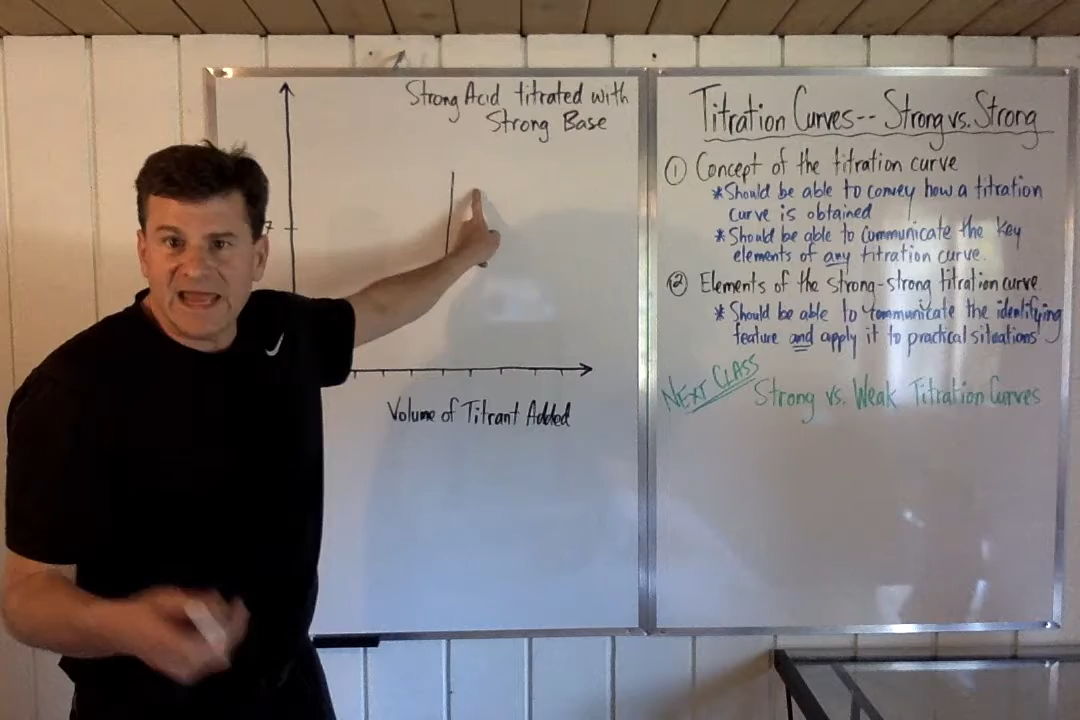 Strong Acid titrated with
Strong Base
7
Volume of Titrant Added
Titration Curves-- Strong vs. Strong
① Concept of the titration curve
*Should be able to convey how a titration
curve is obtained
*Should be able to communicate the key
elements of any titration curve.
② Elements of the strong-strong titration curve
*Should be able to communicate the identifying
feature and apply it to practical situations
NEXT CLASS
Strong vs. Weak Titration Curves